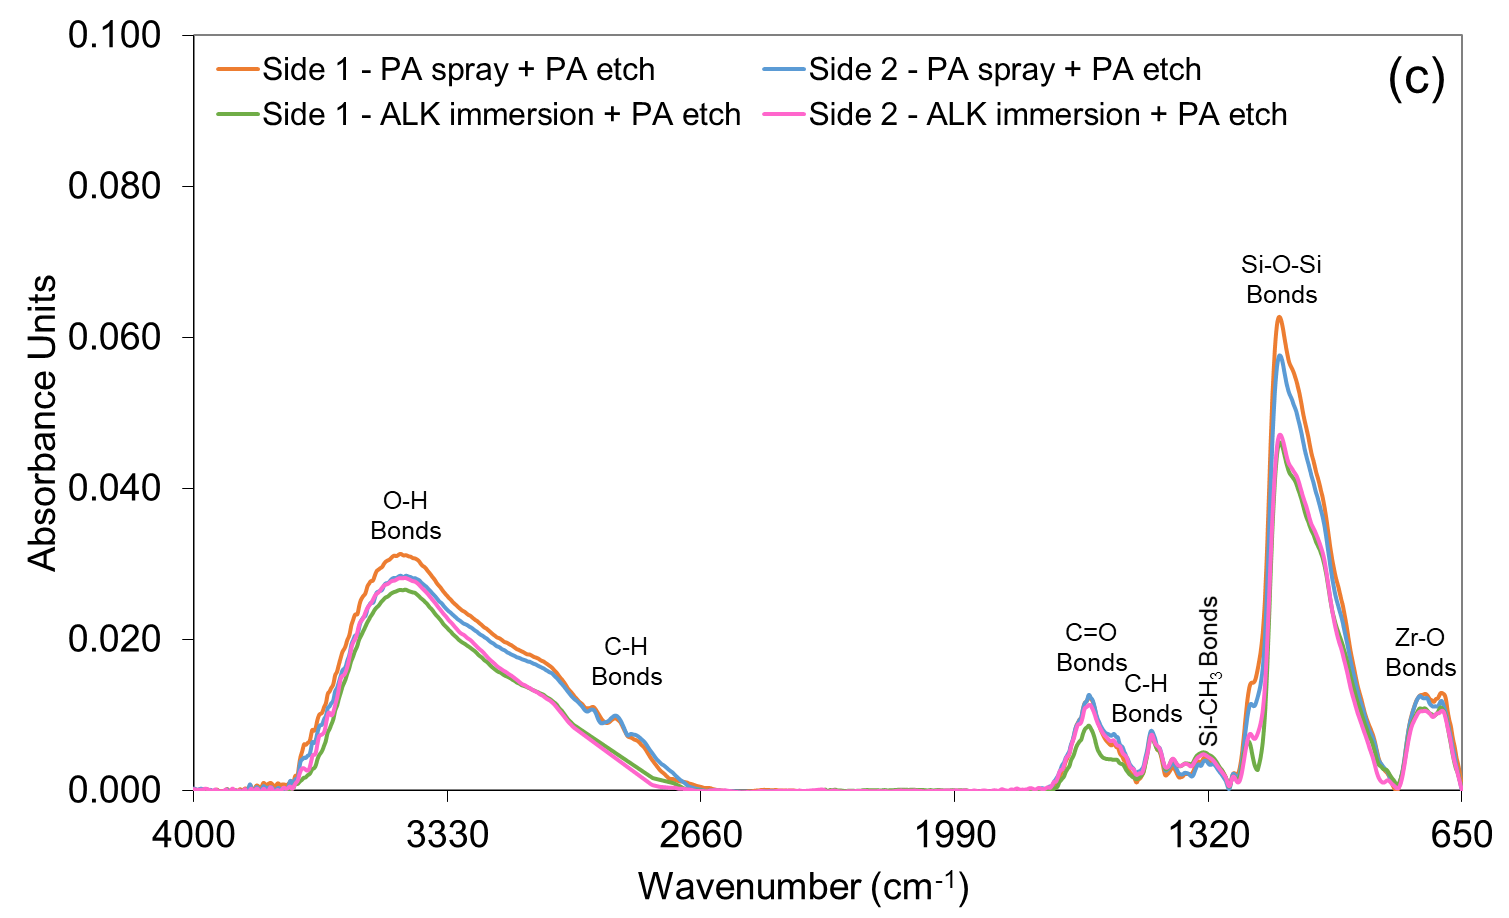 0.100
0.080
0.060
0.040
0.020
0.000
Absorbance Units
Side 1 - PA spray + PA etch
Side 2 - PA spray + PA etch
Side 1 - ALK immersion + PA etch
Side 2 - ALK immersion + PA etch
(c)
O-H
Bonds
C-H
Bonds
C=O
Bonds
C-H
Bonds
Si-CH₃ Bonds
Si-O-Si
Bonds
Zr-O
Bonds
4000
3330
2660
1990
1320
650
Wavenumber (cm⁻¹)